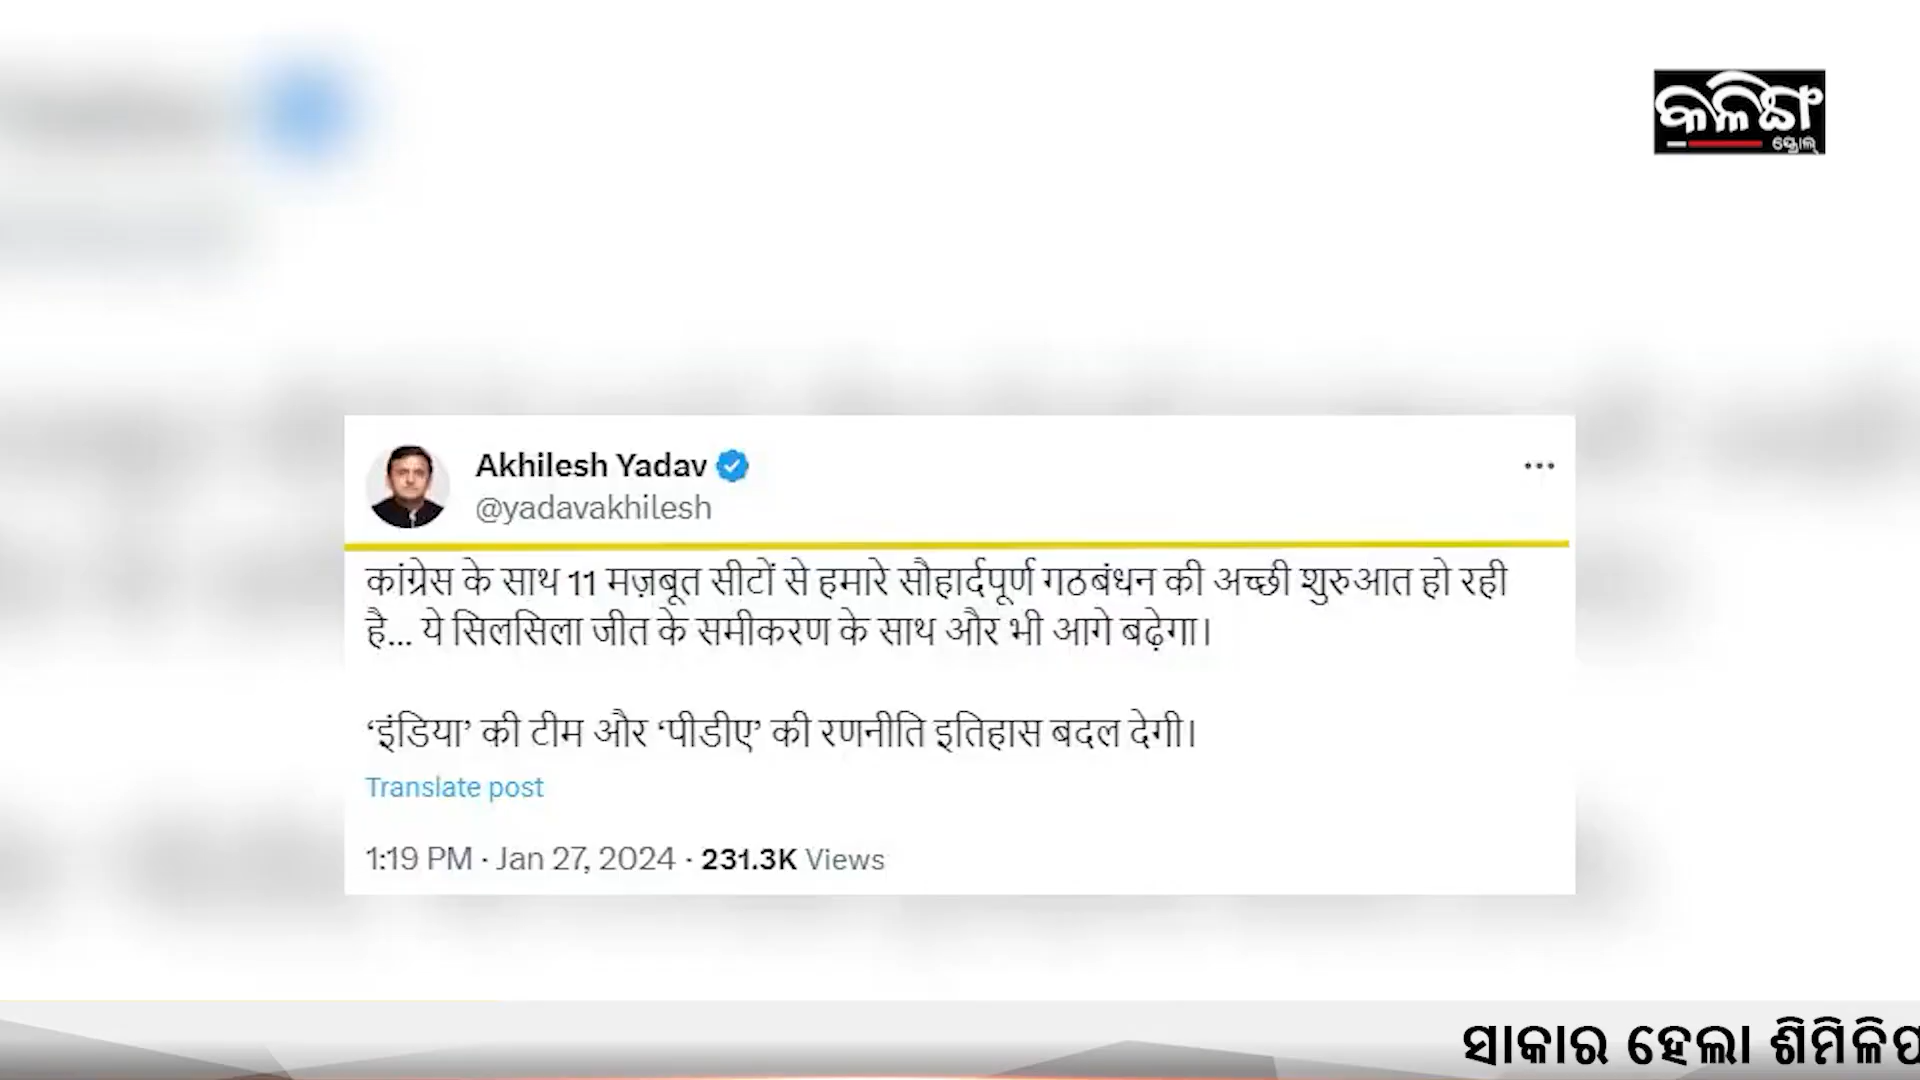 କଳିଙ୍ଗ
ସ୍କ୍ରୋଲ୍
Akhilesh Yadav
@yadavakhilesh
कांग्रेस के साथ 11 मज़बूत सीटों से हमारे सौहार्दपूर्ण गठबंधन की अच्छी शुरुआत हो रही
है... ये सिलसिला जीत के समीकरण के साथ और भी आगे बढ़ेगा।
‘इंडिया’ की टीम और ‘पीडीए’ की रणनीति इतिहास बदल देगी।
Translate post
1:19 PM · Jan 27, 2024 · 231.3K Views
ସାକାର ହେଲା ଶିମିଳିପ